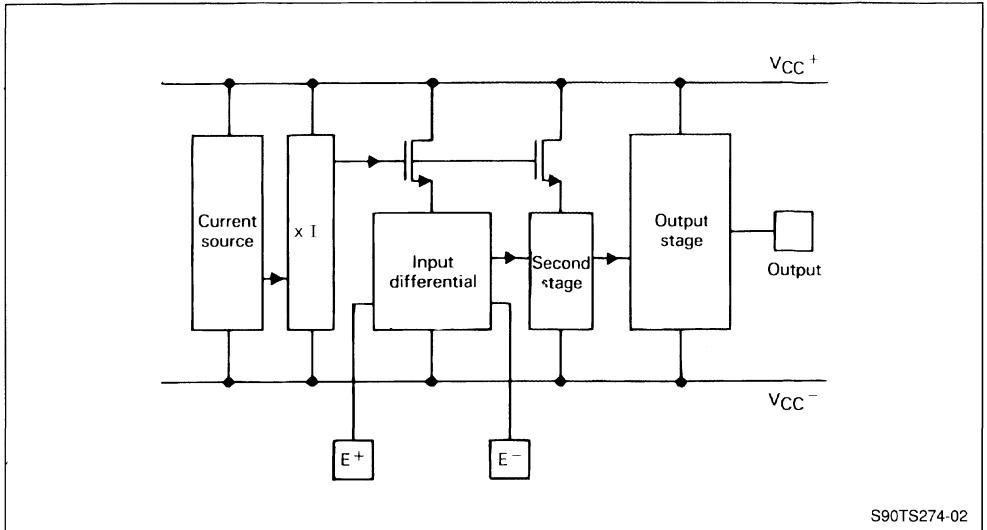 VCC +
Current
source
x I
Input
differential
Second
stage
Output
stage
Output
VCC −
E+
E−
S90TS274-02